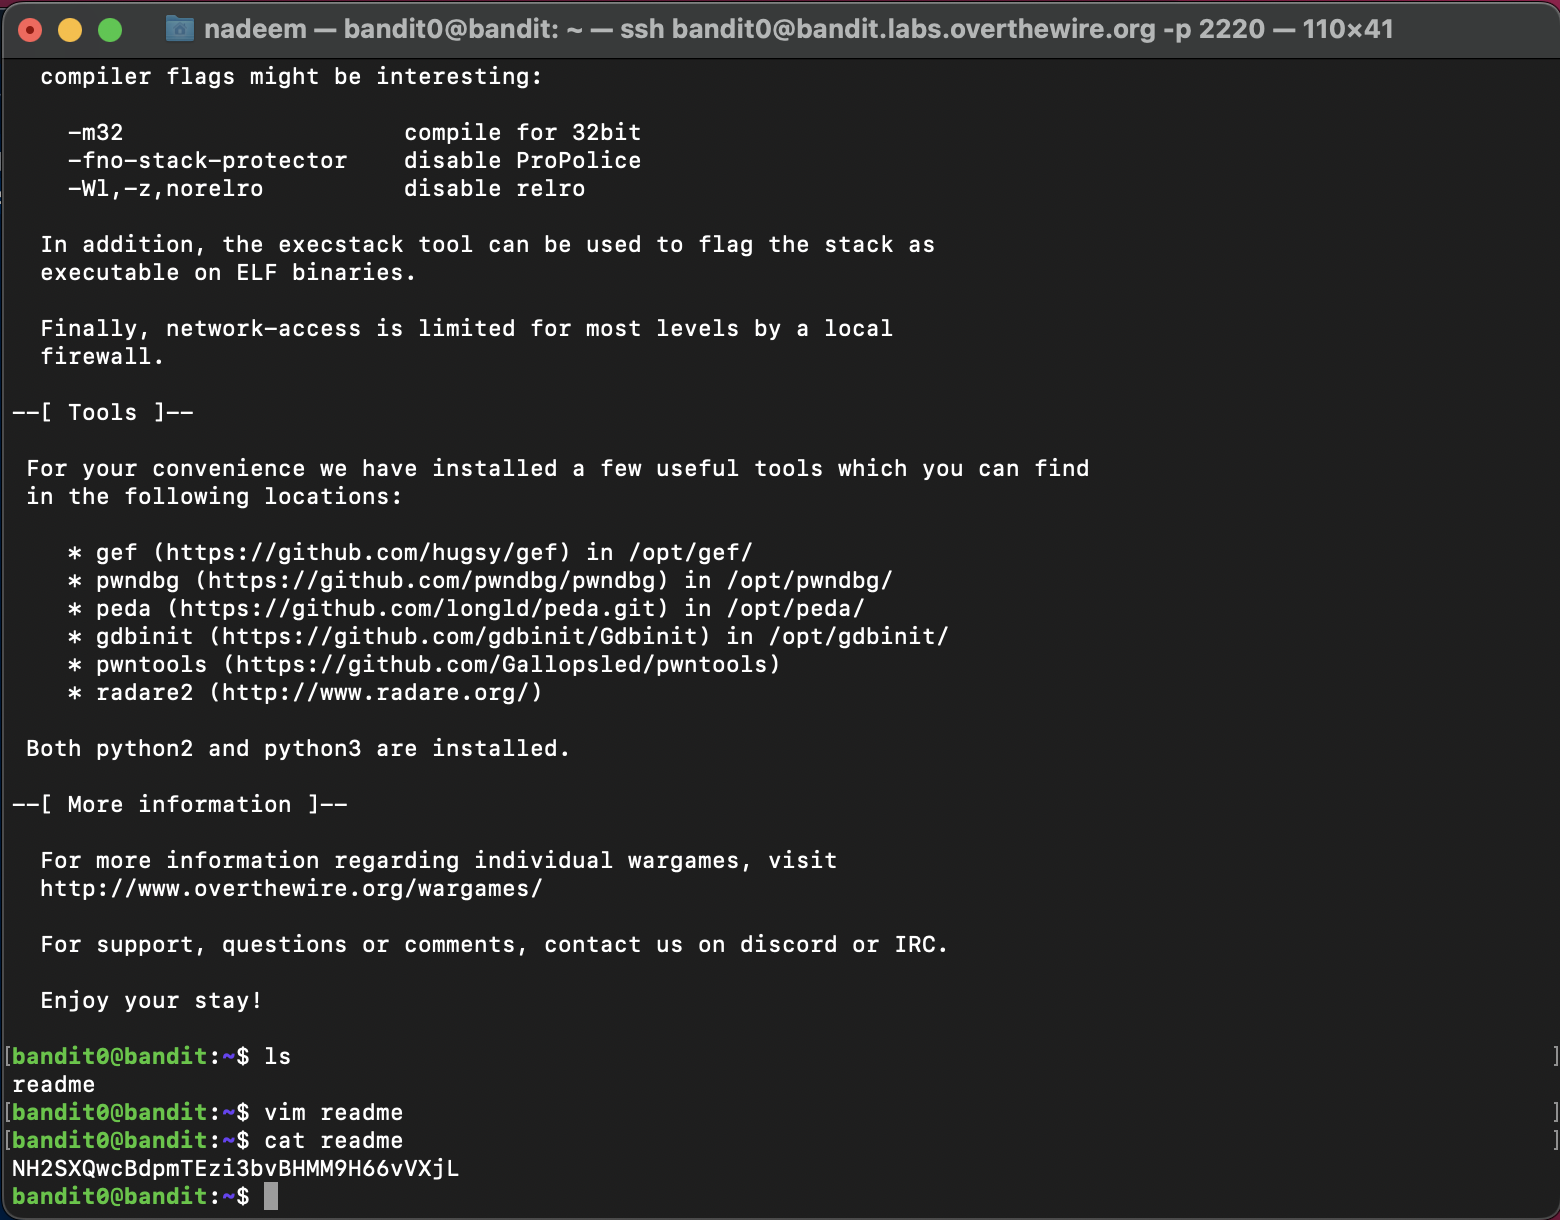 nadeem — bandit0@bandit: ~ — ssh bandit0@bandit.labs.overthewire.org -p 2220 — 110×41
compiler flags might be interesting:
-m32 compile for 32bit
-fno-stack-protector disable ProPolice
-Wl,-z,norelro disable relro
In addition, the execstack tool can be used to flag the stack as
executable on ELF binaries.
Finally, network-access is limited for most levels by a local
firewall.
--[ Tools ]--
For your convenience we have installed a few useful tools which you can find
in the following locations:
* gef (https://github.com/hugsy/gef) in /opt/gef/
* pwndbg (https://github.com/pwndbg/pwndbg) in /opt/pwndbg/
* peda (https://github.com/longld/peda.git) in /opt/peda/
* gdbinit (https://github.com/gdbinit/Gdbinit) in /opt/gdbinit/
* pwntools (https://github.com/Gallopsled/pwntools)
* radare2 (http://www.radare.org/)
Both python2 and python3 are installed.
--[ More information ]--
For more information regarding individual wargames, visit
http://www.overthewire.org/wargames/
For support, questions or comments, contact us on discord or IRC.
Enjoy your stay!
[bandit0@bandit:~$ ls ]
readme
[bandit0@bandit:~$ vim readme ]
[bandit0@bandit:~$ cat readme ]
NH2SXQwcBdpmTEzi3bvBHMM9H66vVXjL
bandit0@bandit:~$